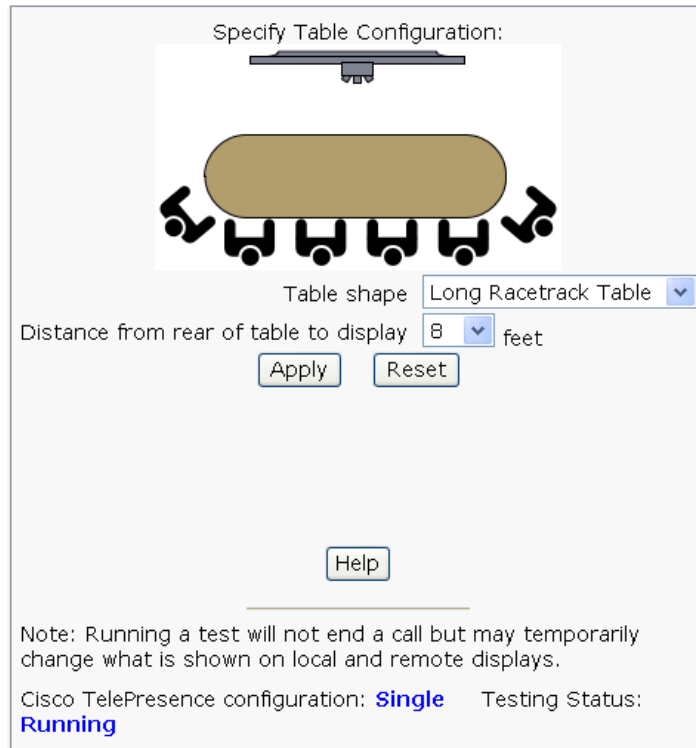 Specify Table Configuration:
Table shape Long Racetrack Table
Distance from rear of table to display 8 feet
Apply Reset
Help
Note: Running a test will not end a call but may temporarily
change what is shown on local and remote displays.
Cisco TelePresence configuration: Single Testing Status:
Running